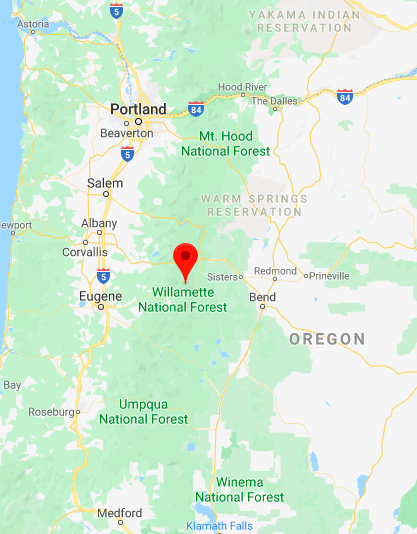 Astoria
5
YAKAMA INDIAN
RESERVATION
Hood River
The Dalles
84
Portland
84
Beaverton
Mt. Hood
National Forest
5
Salem
WARM SPRINGS
RESERVATION
Newport
Albany
Corvallis
5
Sisters
Redmond
Prineville
Eugene
Willamette
National Forest
Bend
OREGON
Bay
Umpqua
National Forest
Roseburg
Winema
National Forest
Medford
Klamath Falls